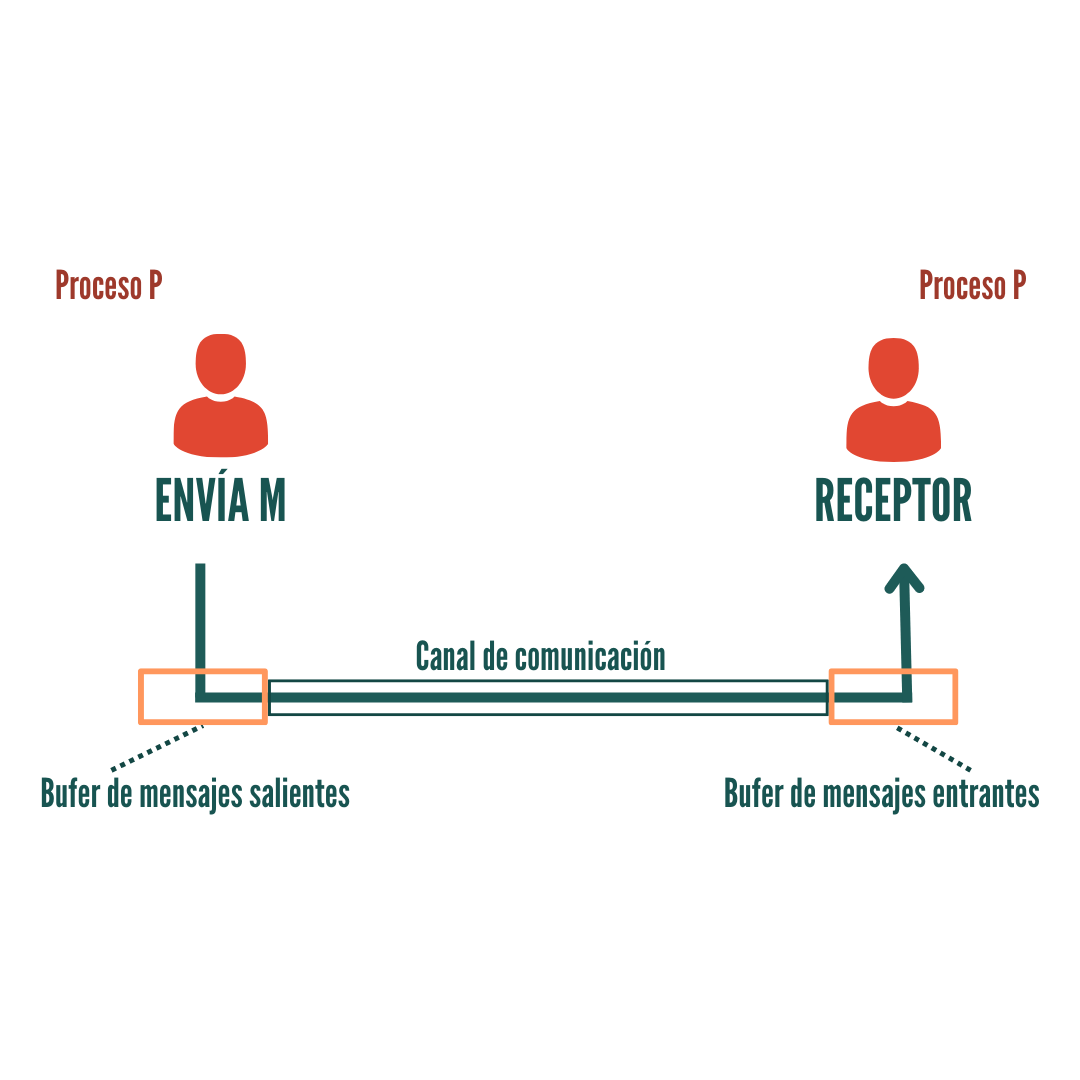 Proceso P
Proceso P
ENVÍA M
RECEPTOR
Canal de comunicación
Bufer de mensajes salientes
Bufer de mensajes entrantes